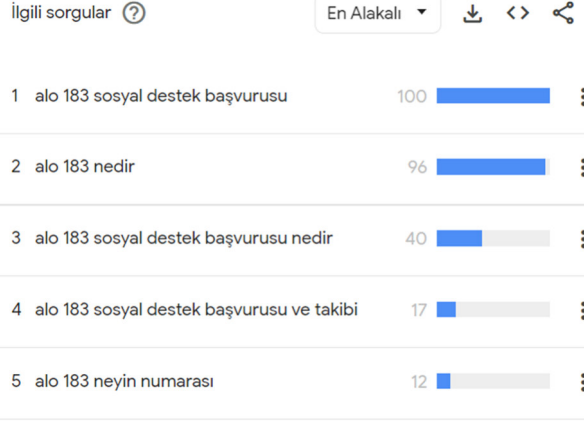 İlgili sorgular ?
En Alakalı
1 alo 183 sosyal destek başvurusu 100
2 alo 183 nedir 96
3 alo 183 sosyal destek başvurusu nedir 40
4 alo 183 sosyal destek başvurusu ve takibi 17
5 alo 183 neyin numarası 12